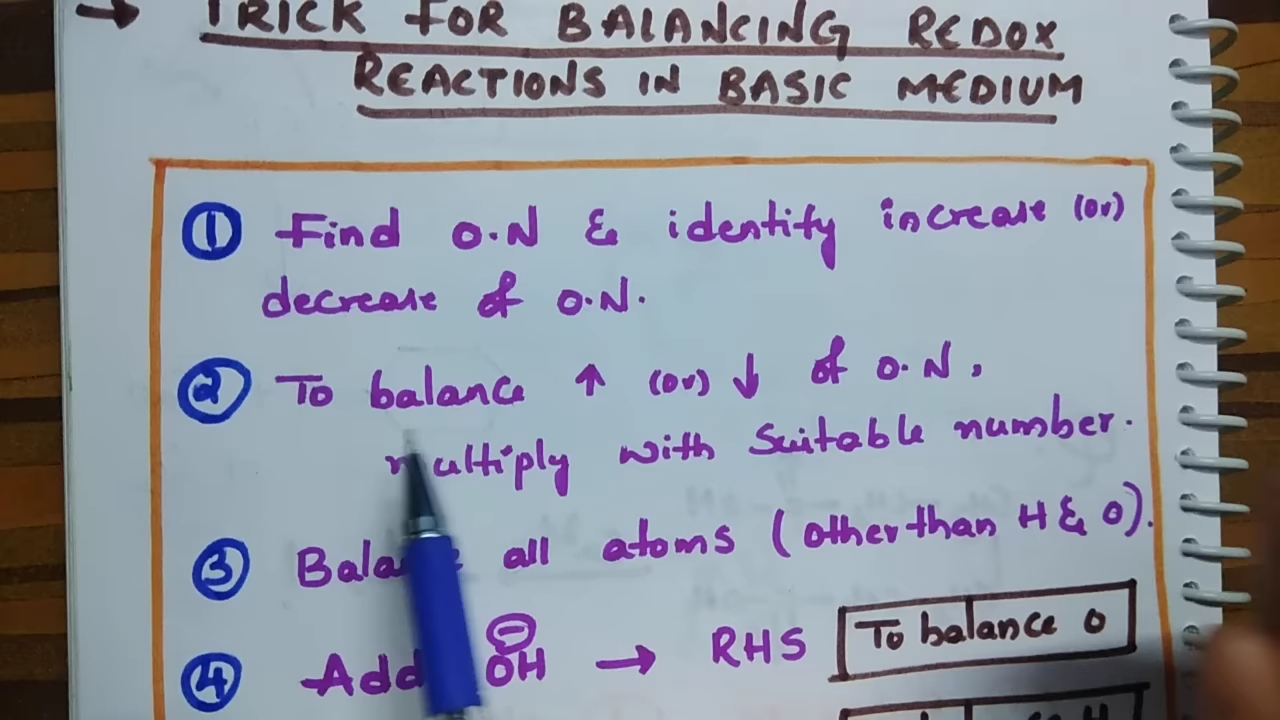 → TRICK FOR BALANCING REDOX
REACTIONS IN BASIC MEDIUM
① Find O.N & identify increase (or)
decrease of O.N.
② To balance ↑ (or) ↓ of O.N,
multiply with suitable number.
③ Balance all atoms (other than H & O).
④ Add OH⊖ → RHS To balance O